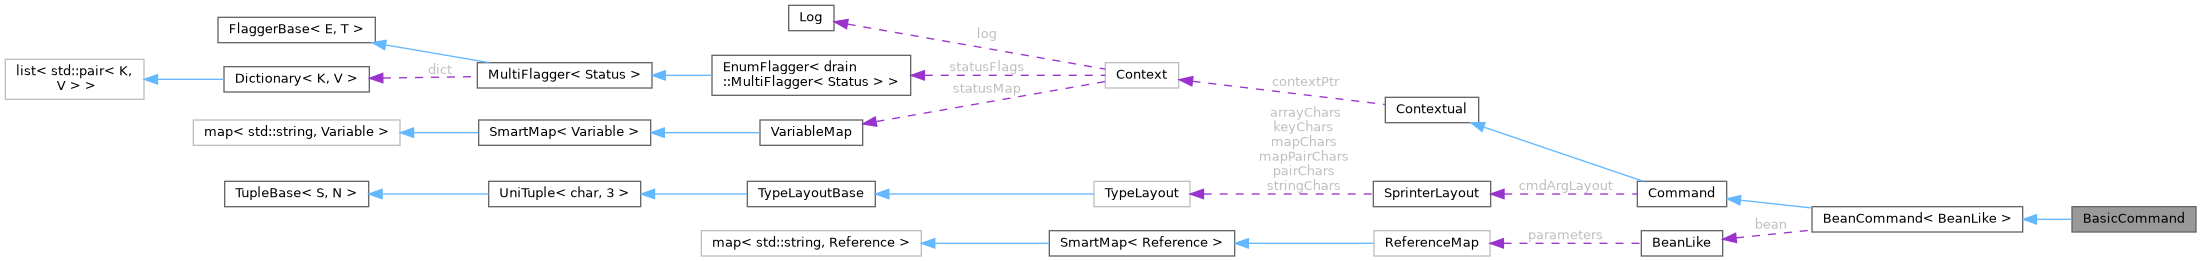 Log
FlaggerBase< E, T >
log
list< std::pair< K,
V > >
Dictionary< K, V >
dict
MultiFlagger< Status >
EnumFlagger< drain
::MultiFlagger< Status > >
statusFlags
statusMap
Context
contextPtr
Contextual
map< std::string, Variable >
SmartMap< Variable >
VariableMap
arrayChars
keyChars
mapChars
mapPairChars
pairChars
stringChars
TupleBase< S, N >
UniTuple< char, 3 >
TypeLayoutBase
TypeLayout
SprinterLayout
cmdArgLayout
Command
BeanCommand< BeanLike >
BasicCommand
bean
map< std::string, Reference >
SmartMap< Reference >
ReferenceMap
parameters
BeanLike